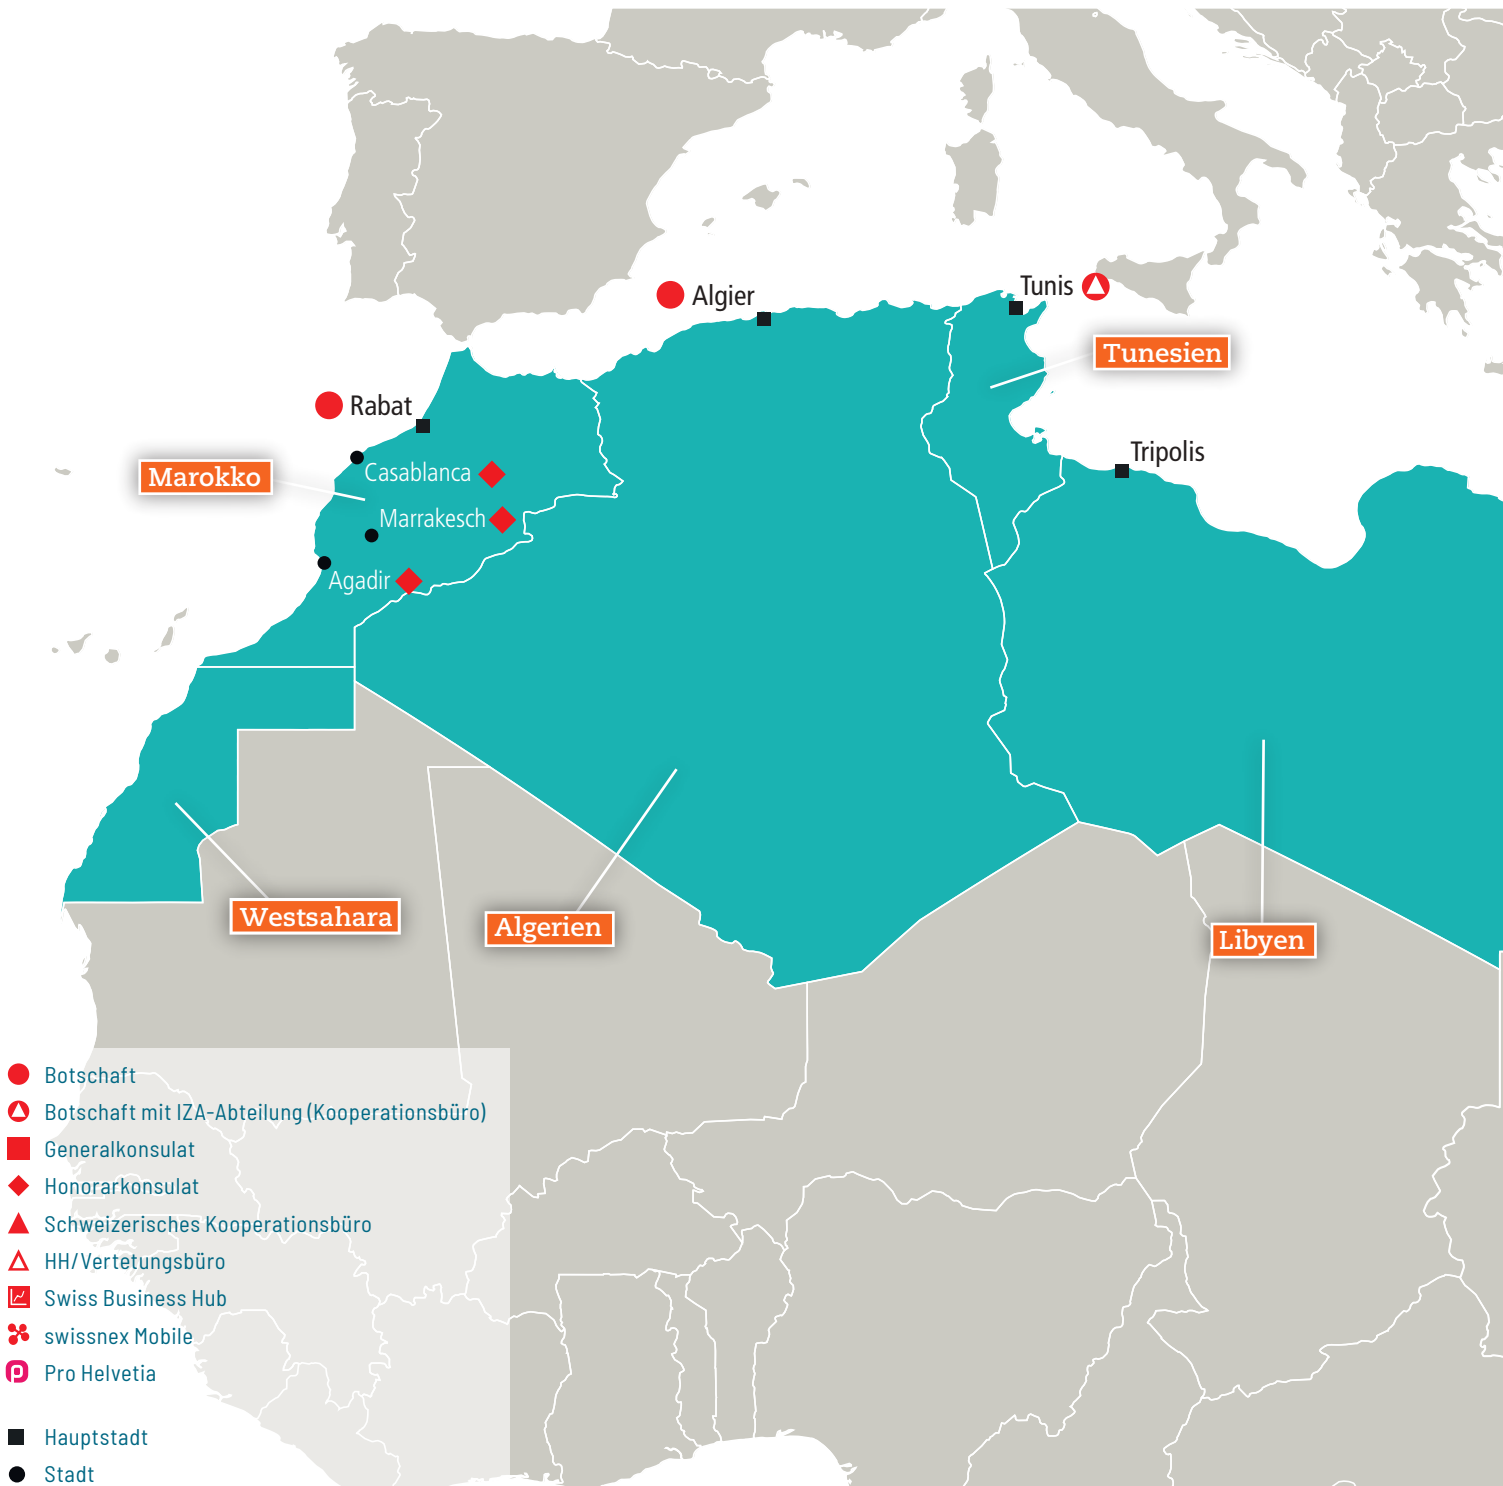 Tunis
Algier
Tunesien
Rabat
Tripolis
Casablanca
Marokko
Marrakesch
Agadir
Westsahara
Algerien
Libyen
Botschaft
Botschaft mit IZA-Abteilung (Kooperationsbüro)
Generalkonsulat
Honorarkonsulat
Schweizerisches Kooperationsbüro
HH/Vertetungsbüro
Swiss Business Hub
swissnex Mobile
Pro Helvetia
Hauptstadt
Stadt